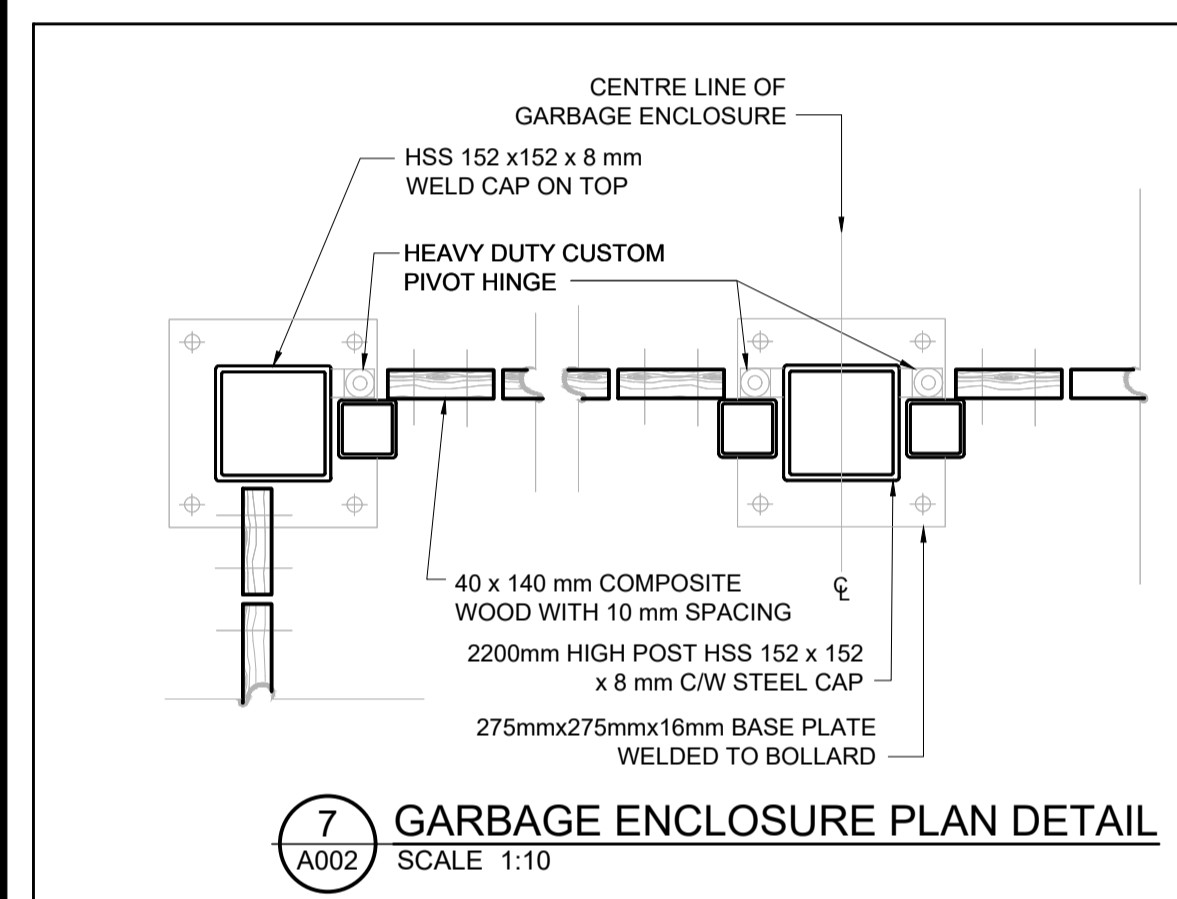 CENTRE LINE OF
GARBAGE ENCLOSURE
HSS 152 x152 x 8 mm
WELD CAP ON TOP
HEAVY DUTY CUSTOM
PIVOT HINGE
40 x 140 mm COMPOSITE
WOOD WITH 10 mm SPACING
℄
2200mm HIGH POST HSS 152 x 152
x 8 mm C/W STEEL CAP
275mmx275mmx16mm BASE PLATE
WELDED TO BOLLARD
7
A002
GARBAGE ENCLOSURE PLAN DETAIL
SCALE 1:10